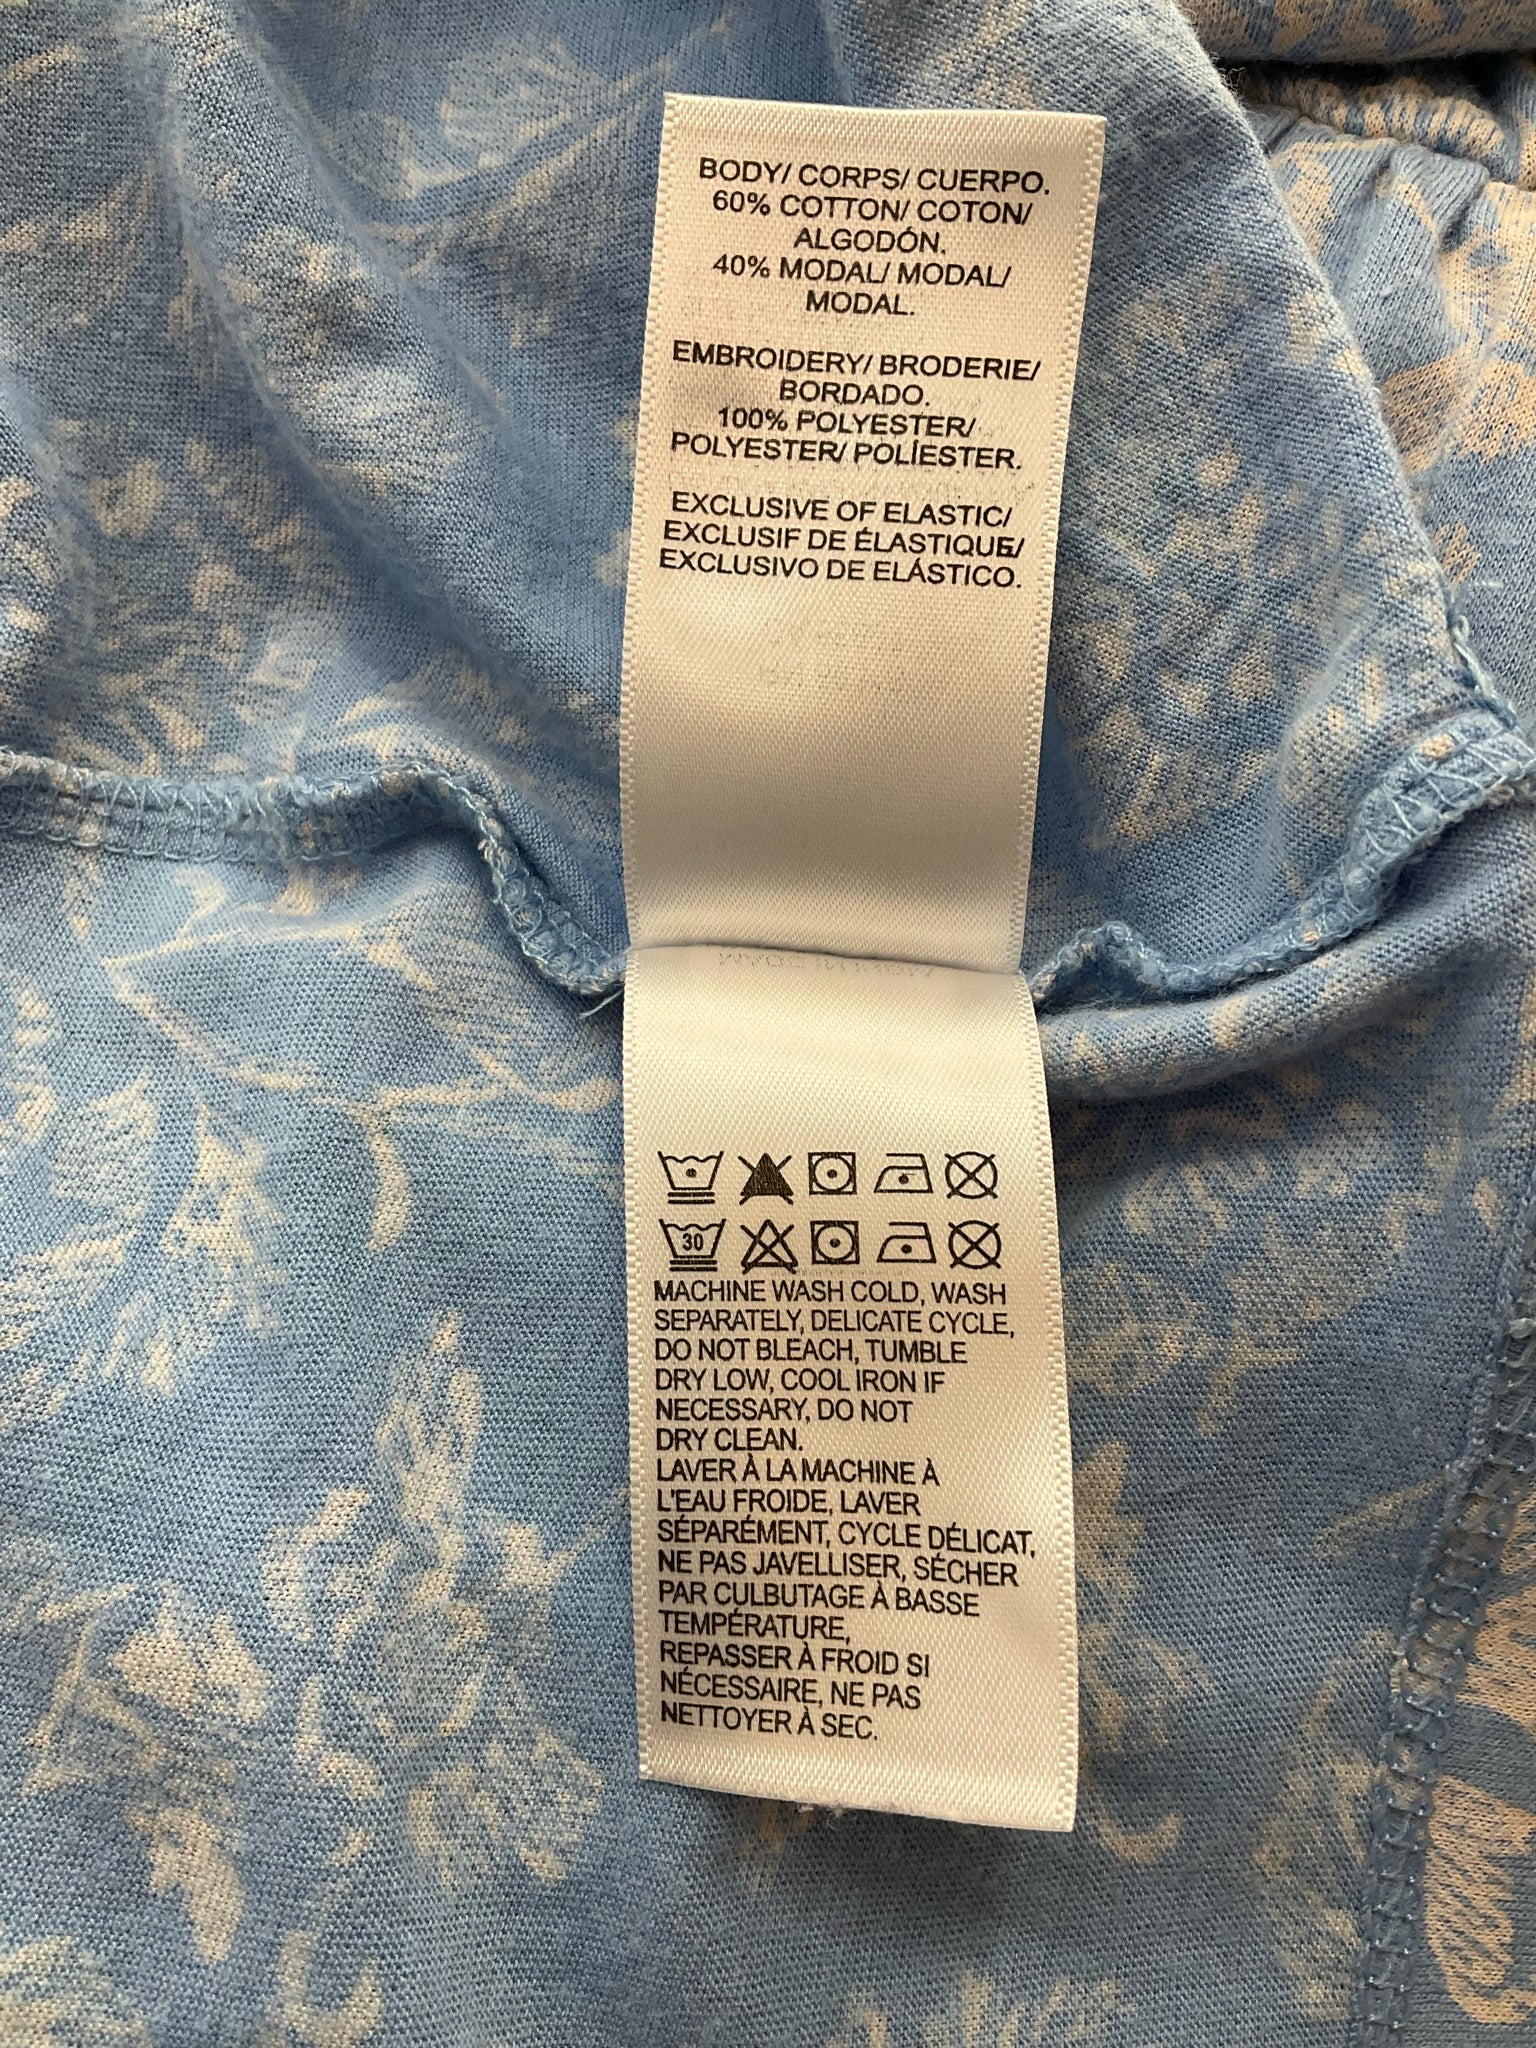 BODY/ CORPS/ CUERPO.
60% COTTON/ COTON/
ALGODÓN.
40% MODAL/ MODAL/
MODAL.
EMBROIDERY/ BRODERIE/
BORDADO.
100% POLYESTER/
POLYESTER/ POLÍESTER.
EXCLUSIVE OF ELASTIC/
EXCLUSIF DE ÉLASTIQUE/
EXCLUSIVO DE ELÁSTICO.
30
MACHINE WASH COLD, WASH
SEPARATELY, DELICATE CYCLE,
DO NOT BLEACH, TUMBLE
DRY LOW, COOL IRON IF
NECESSARY, DO NOT
DRY CLEAN.
LAVER À LA MACHINE À
L'EAU FROIDE, LAVER
SÉPARÉMENT, CYCLE DÉLICAT,
NE PAS JAVELLISER, SÉCHER
PAR CULBUTAGE À BASSE
TEMPÉRATURE,
REPASSER À FROID SI
NÉCESSAIRE, NE PAS
NETTOYER À SEC.